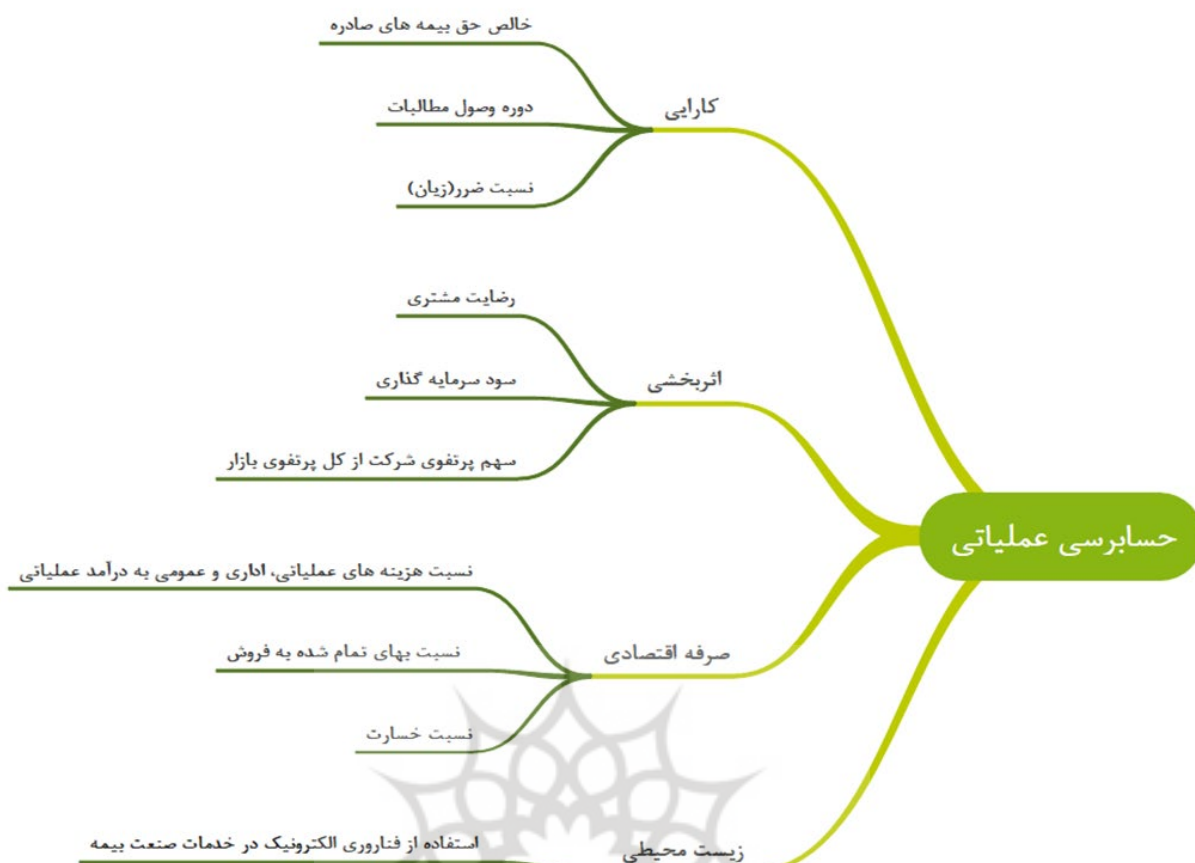 حسابرسی عملیاتی
کارایی
خالص حق بیمه های صادره
دوره وصول مطالبات
نسبت ضرر(زیان)
اثربخشی
رضایت مشتری
سود سرمایه گذاری
سهم پرتفوی شرکت از کل پرتفوی بازار
صرفه اقتصادی
نسبت هزینه های عملیاتی، اداری و عمومی به درآمد عملیاتی
نسبت بهای تمام شده به فروش
نسبت خسارت
زیست محیطی
استفاده از فناروری الکترونیک در خدمات صنعت بیمه